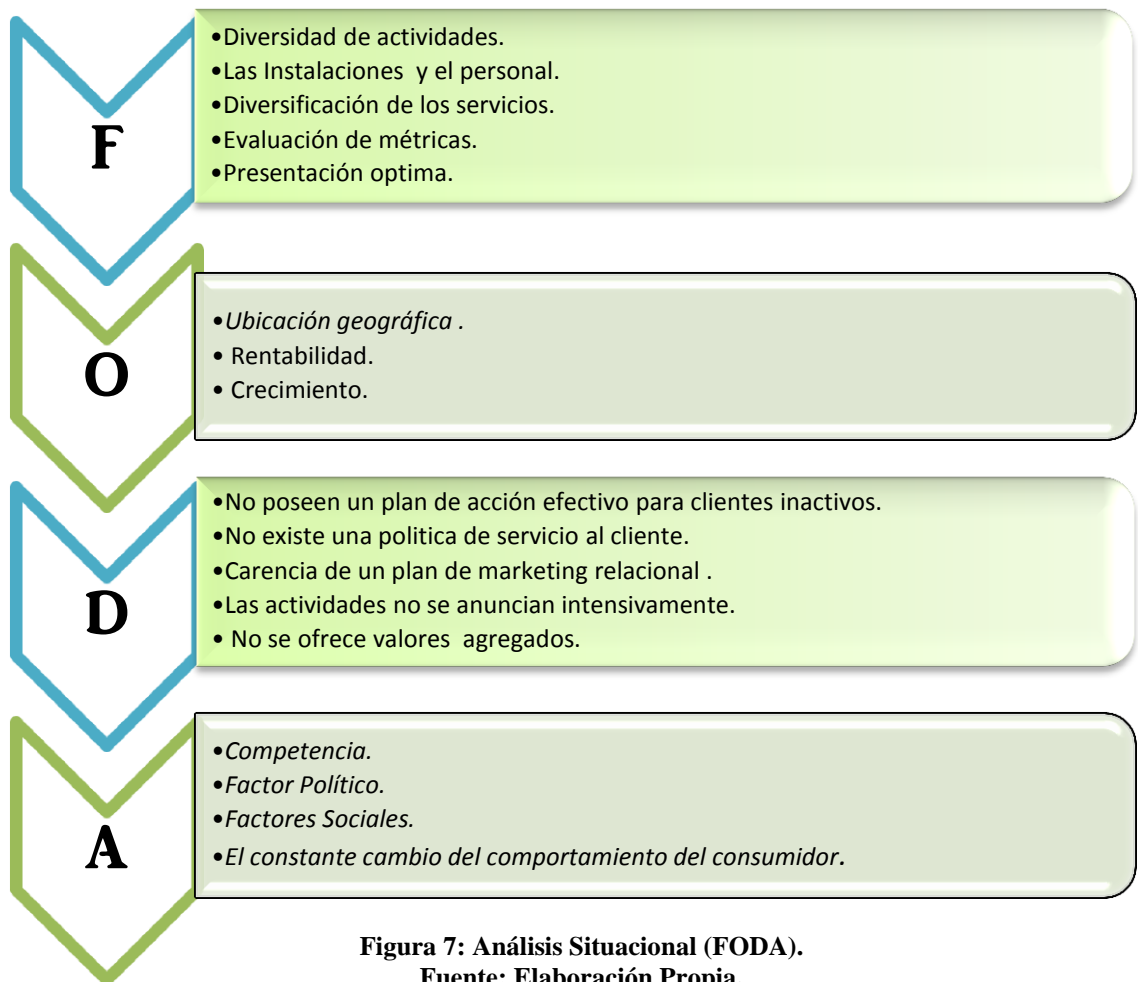 F
•Diversidad de actividades.
•Las Instalaciones y el personal.
•Diversificación de los servicios.
•Evaluación de métricas.
•Presentación optima.
O
•Ubicación geográfica .
• Rentabilidad.
• Crecimiento.
D
•No poseen un plan de acción efectivo para clientes inactivos.
•No existe una politica de servicio al cliente.
•Carencia de un plan de marketing relacional .
•Las actividades no se anuncian intensivamente.
• No se ofrece valores agregados.
A
•Competencia.
•Factor Político.
•Factores Sociales.
•El constante cambio del comportamiento del consumidor.
Figura 7: Análisis Situacional (FODA).
Fuente: Elaboración Propia